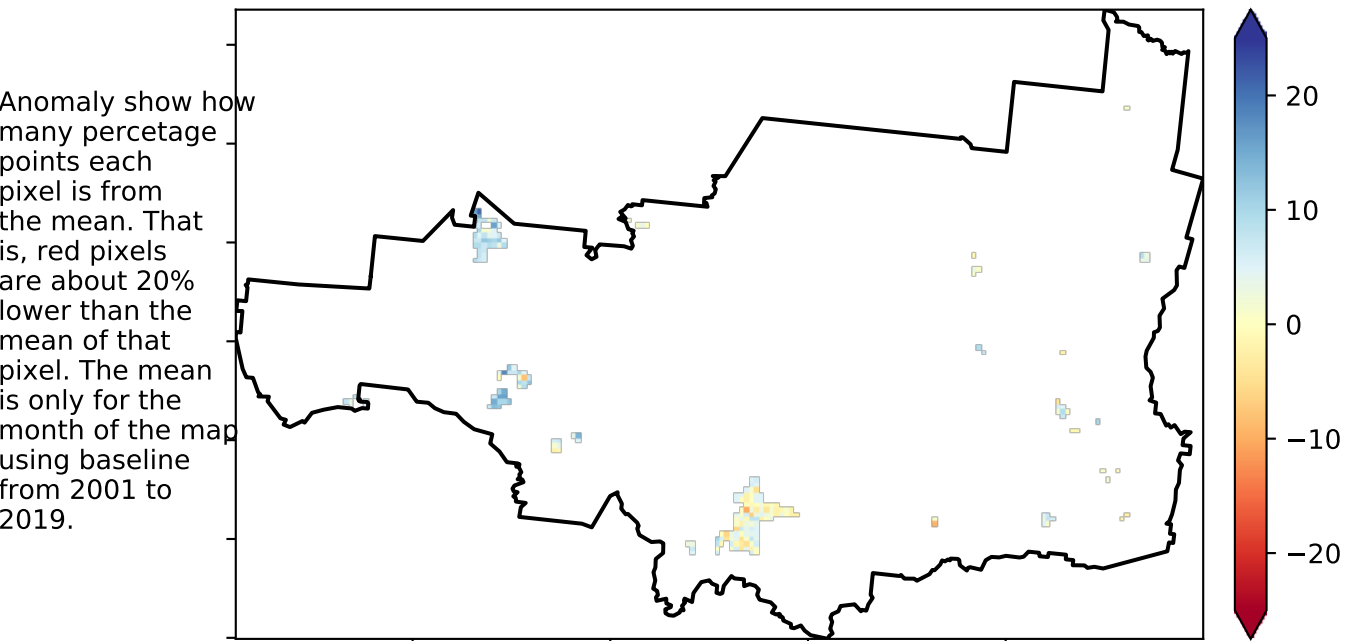 Anomaly show how
many percetage
points each
pixel is from
the mean. That
is, red pixels
are about 20%
lower than the
mean of that
pixel. The mean
is only for the
month of the map
using baseline
from 2001 to
2019.
20
10
0
−10
−20